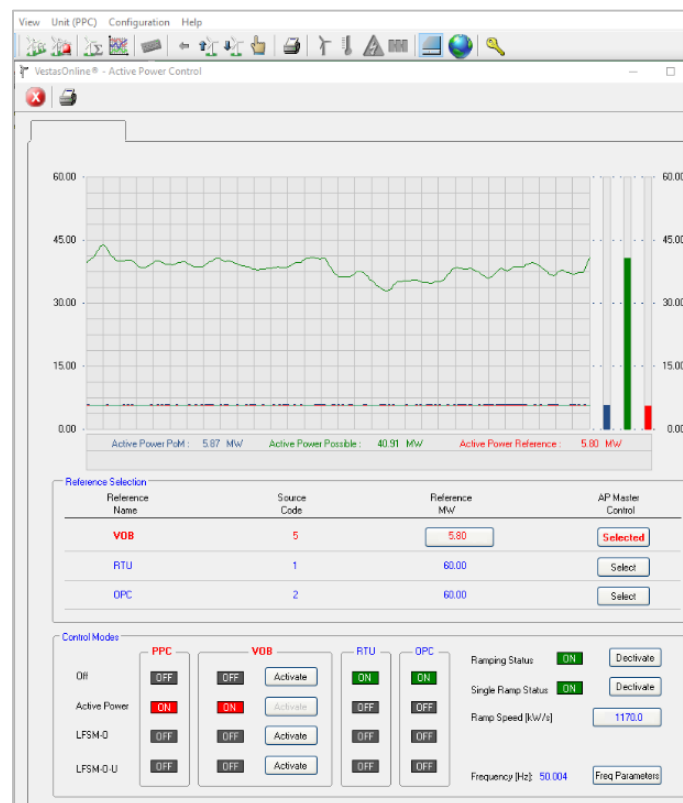 View Unit (PPC) Configuration Help
VestasOnline® - Active Power Control
60.00 60.00
45.00 45.00
30.00 30.00
15.00 15.00
0.00 0.00
Active Power PoM : 5.87 MW Active Power Possible : 40.91 MW Active Power Reference : 5.80 MW
Reference Selection
Reference Name Source Code Reference MW AP Master Control
VOB 5 5.80 Selected
RTU 1 60.00 Select
OPC 2 60.00 Select
Control Modes
PPC VOB RTU OPC
Off OFF OFF Activate ON ON
Active Power ON ON Activate OFF OFF
LFSM-O OFF OFF Activate OFF OFF
LFSM-O-U OFF OFF Activate OFF OFF
Ramping Status ON Dectivate
Single Ramp Status ON Dectivate
Ramp Speed [kW/s] 1170.0
Frequency [Hz]: 50.004 Freq Parameters